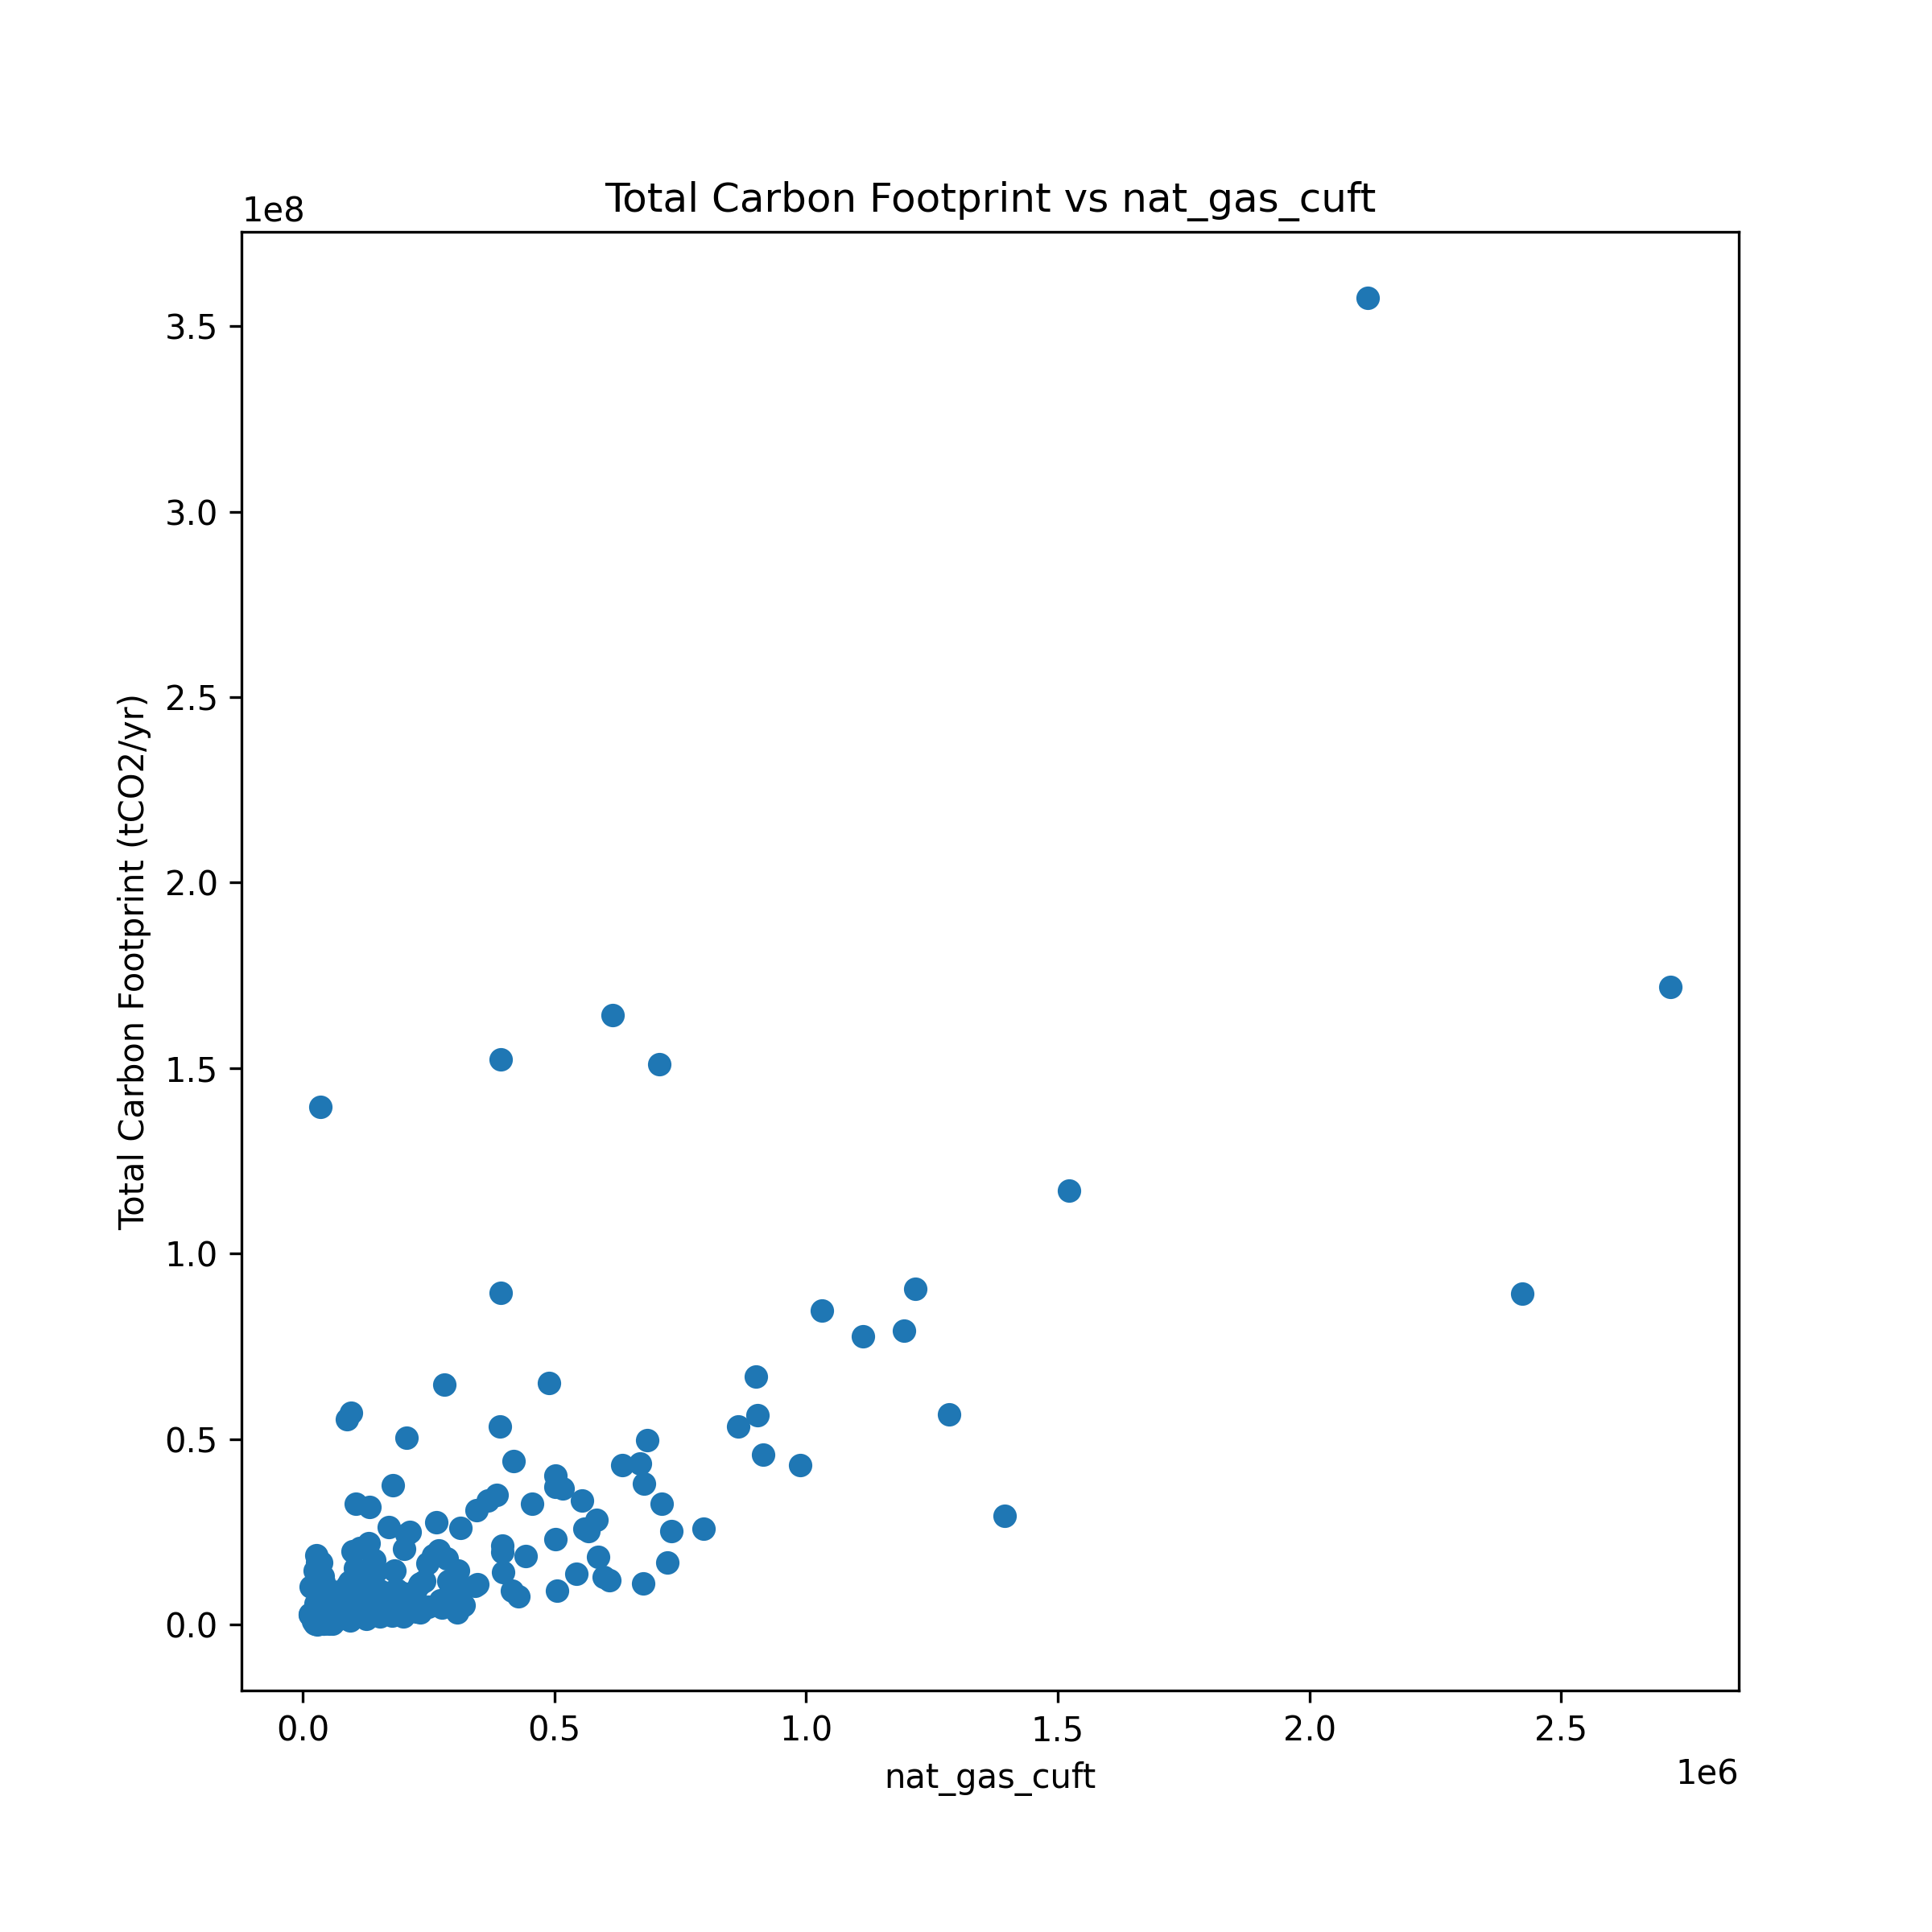 Total Carbon Footprint vs nat_gas_cuft
1e8
3.5
3.0
2.5
2.0
1.5
1.0
0.5
0.0
Total Carbon Footprint (tCO2/yr)
0.0 0.5 1.0 1.5 2.0 2.5
1e6
nat_gas_cuft